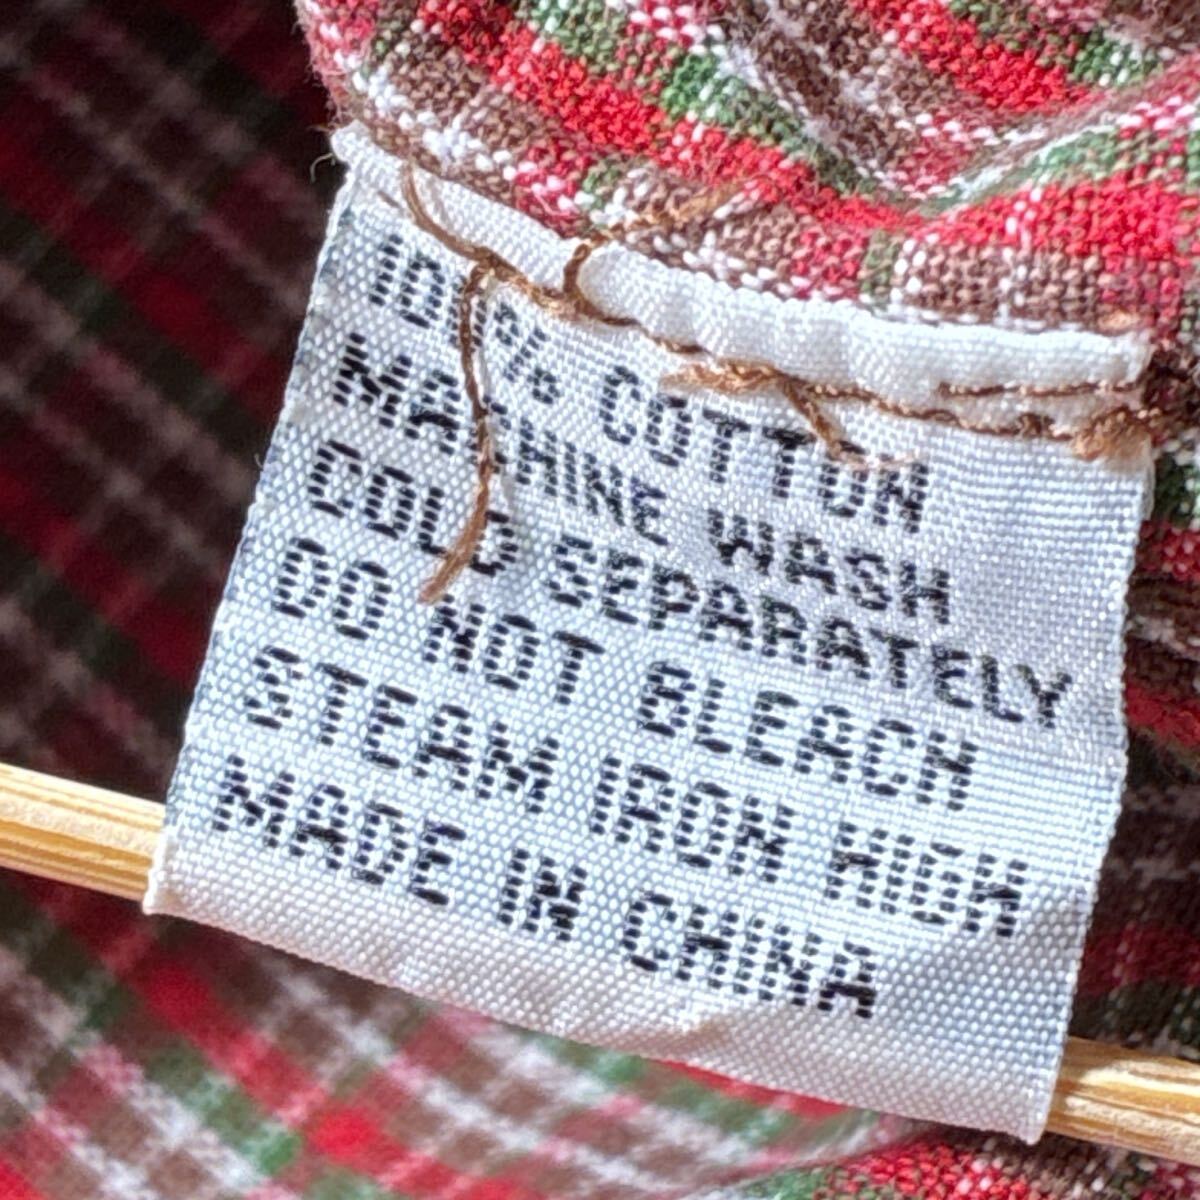 100% COTTON
MACHINE WASH
COLD SEPARATELY
DO NOT BLEACH
STEAM IRON HIGH
MADE IN CHINA